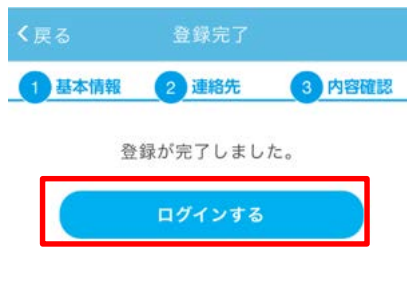 戻る 登録完了
1 基本情報 2 連絡先 3 内容確認
登録が完了しました。
ログインする